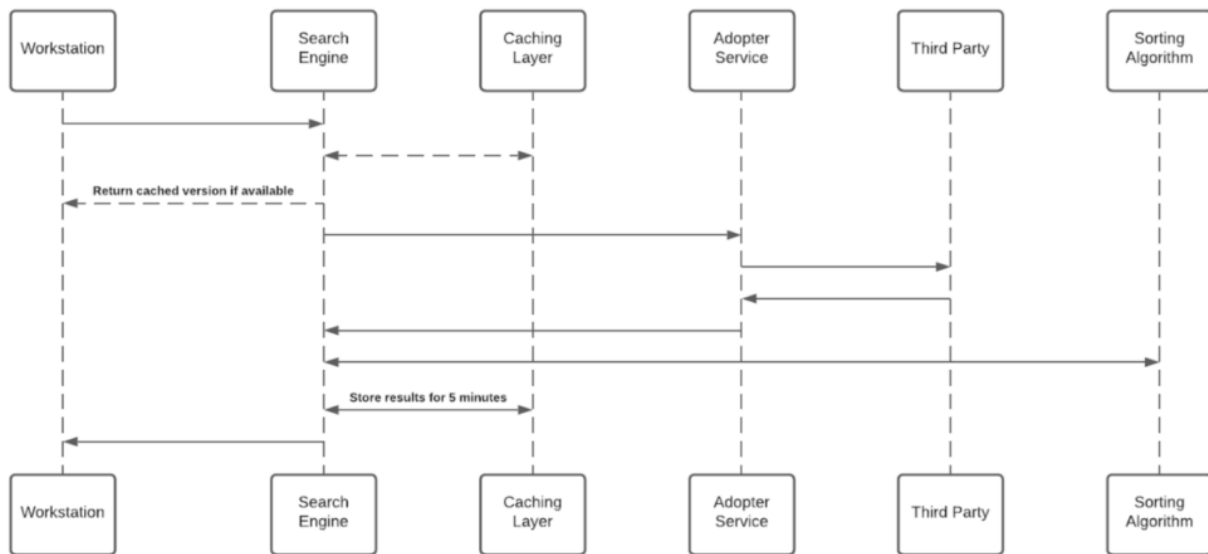 Workstation
Search
Engine
Caching
Layer
Adopter
Service
Third Party
Sorting
Algorithm
Return cached version if available
Store results for 5 minutes
Workstation
Search
Engine
Caching
Layer
Adopter
Service
Third Party
Sorting
Algorithm